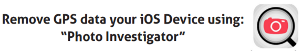 Remove GPS data your iOS Device using:
“Photo Investigator”